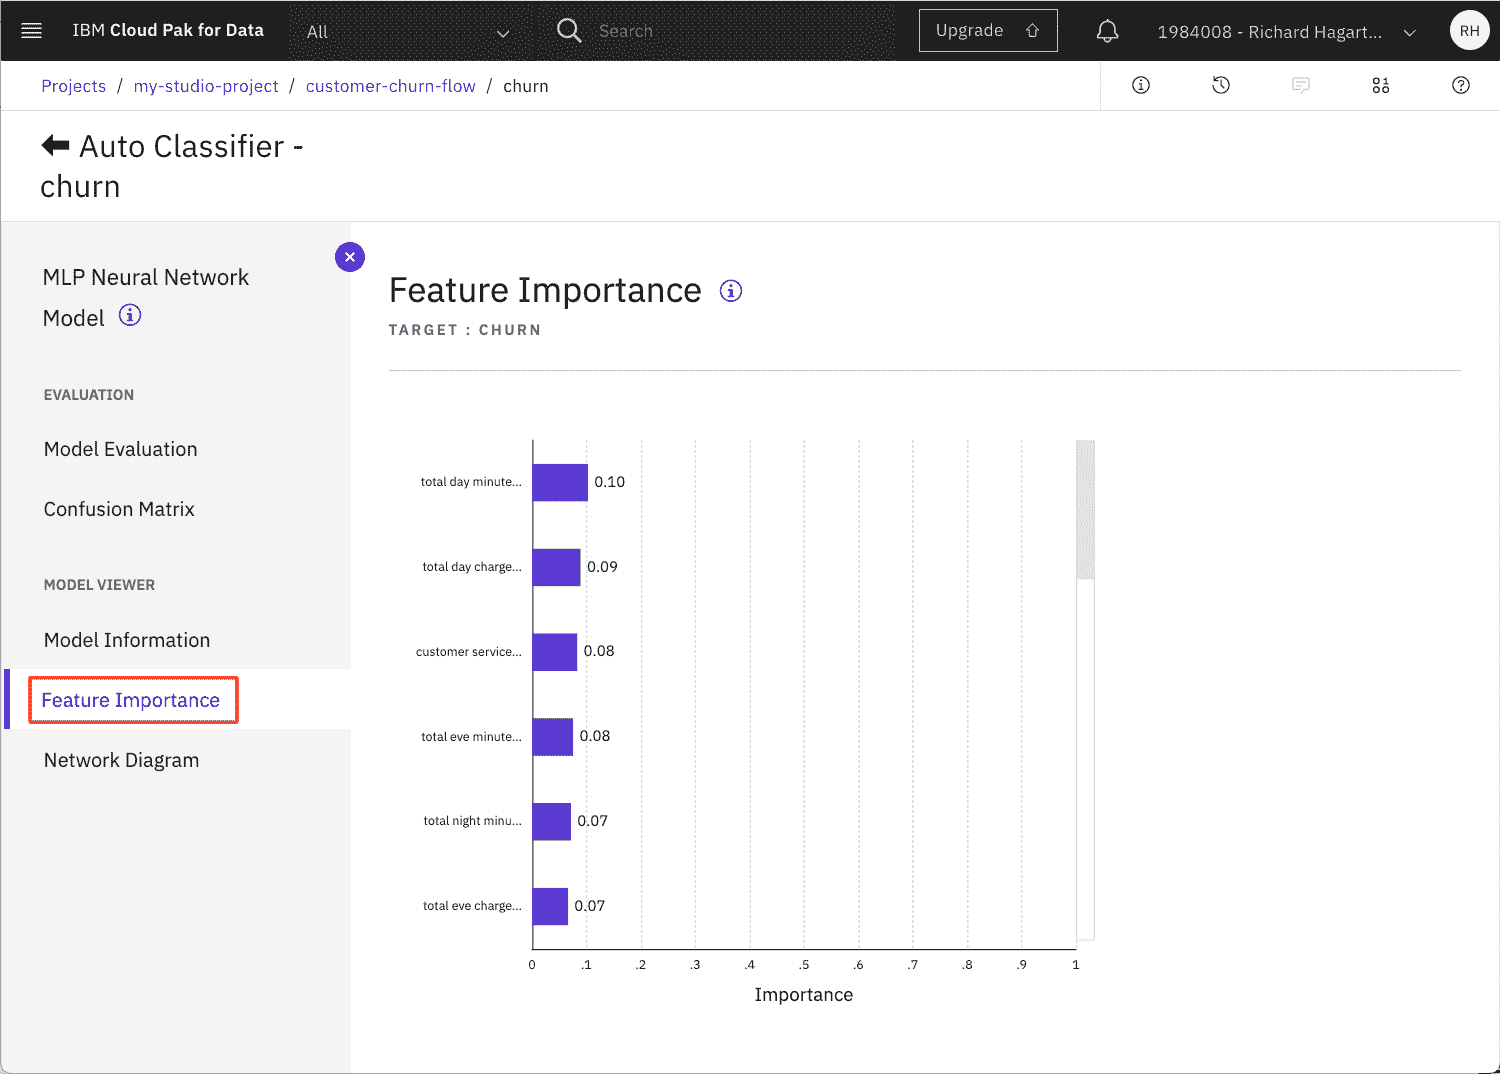 IBM Cloud Pak for Data
All
Search
Upgrade
1984008 - Richard Hagart...
RH
Projects / my-studio-project / customer-churn-flow / churn
Auto Classifier -
churn
MLP Neural Network
Model
EVALUATION
Model Evaluation
Confusion Matrix
MODEL VIEWER
Model Information
Feature Importance
Network Diagram
Feature Importance
TARGET : CHURN
total day minute... 0.10
total day charge... 0.09
customer service... 0.08
total eve minute... 0.08
total night minu... 0.07
total eve charge... 0.07
0 .1 .2 .3 .4 .5 .6 .7 .8 .9 1
Importance